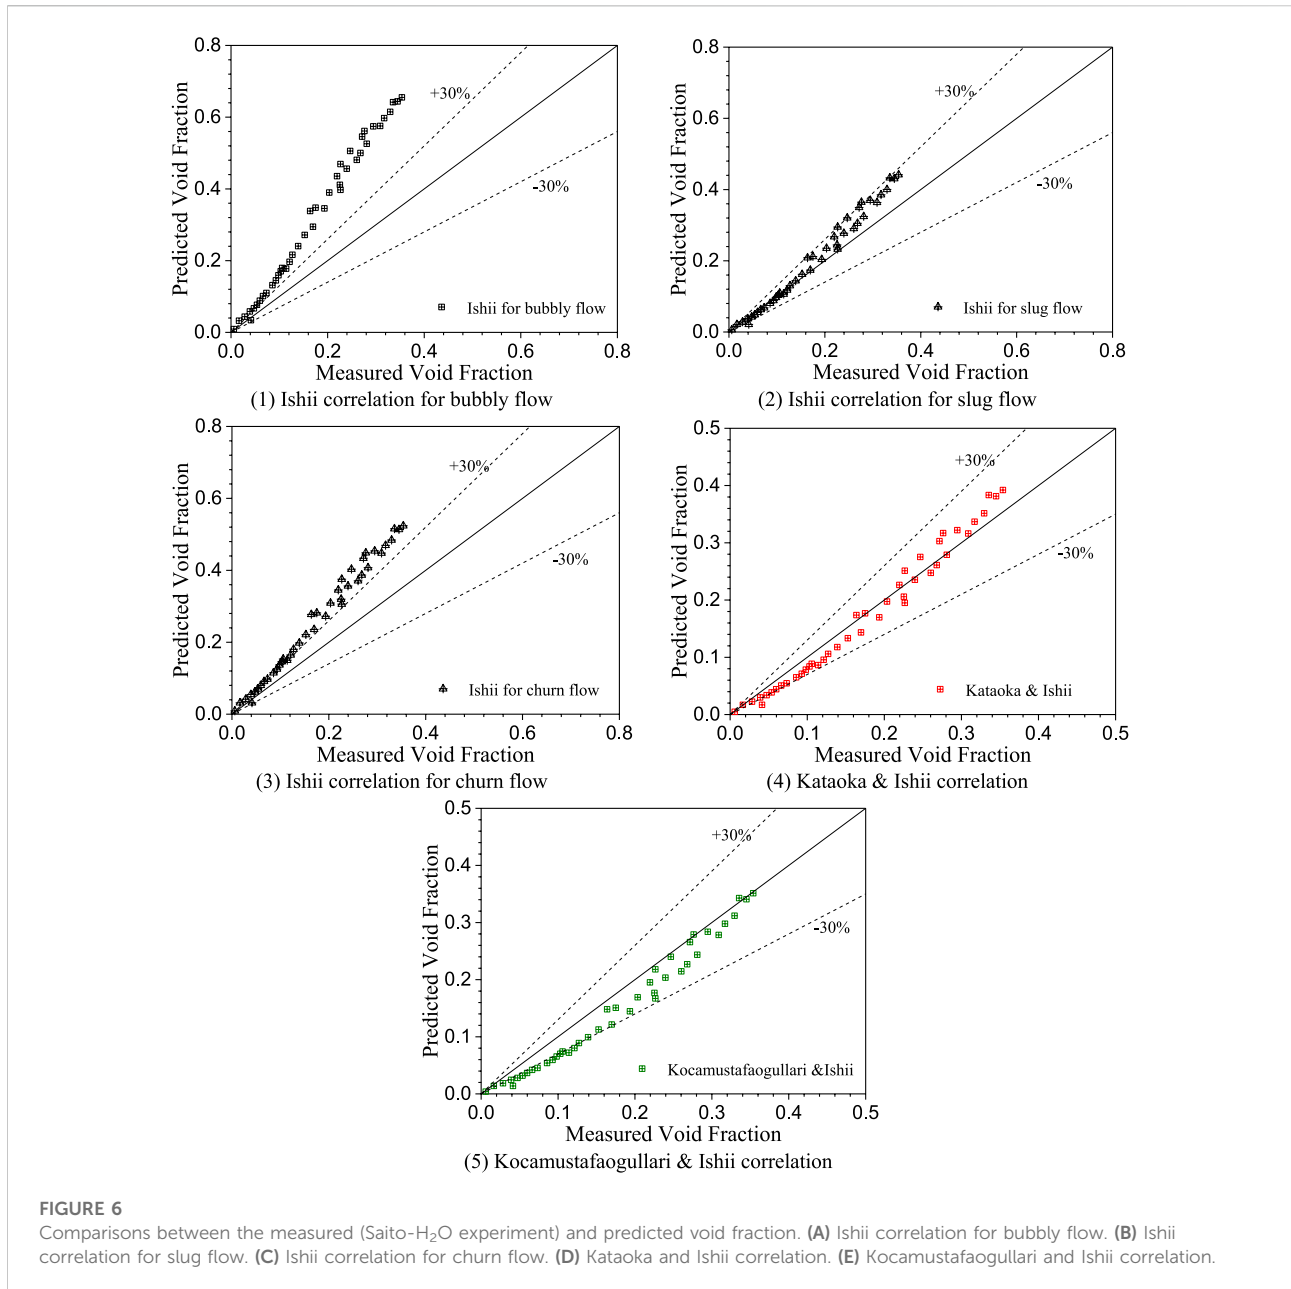 0.8
0.6
0.4
0.2
0.0
Predicted Void Fraction
+30%
-30%
Ishii for bubbly flow
0.0 0.2 0.4 0.6 0.8
Measured Void Fraction
(1) Ishii correlation for bubbly flow
0.8
0.6
0.4
0.2
0.0
Predicted Void Fraction
+30%
-30%
Ishii for slug flow
0.0 0.2 0.4 0.6 0.8
Measured Void Fraction
(2) Ishii correlation for slug flow
0.8
0.6
0.4
0.2
0.0
Predicted Void Fraction
+30%
-30%
Ishii for churn flow
0.0 0.2 0.4 0.6 0.8
Measured Void Fraction
(3) Ishii correlation for churn flow
0.5
0.4
0.3
0.2
0.1
0.0
Predicted Void Fraction
+30%
-30%
Kataoka & Ishii
0.0 0.1 0.2 0.3 0.4 0.5
Measured Void Fraction
(4) Kataoka & Ishii correlation
0.5
0.4
0.3
0.2
0.1
0.0
Predicted Void Fraction
+30%
-30%
Kocamustafaogullari &Ishii
0.0 0.1 0.2 0.3 0.4 0.5
Measured Void Fraction
(5) Kocamustafaogullari & Ishii correlation
FIGURE 6
Comparisons between the measured (Saito-H₂O experiment) and predicted void fraction. (A) Ishii correlation for bubbly flow. (B) Ishii
correlation for slug flow. (C) Ishii correlation for churn flow. (D) Kataoka and Ishii correlation. (E) Kocamustafaogullari and Ishii correlation.